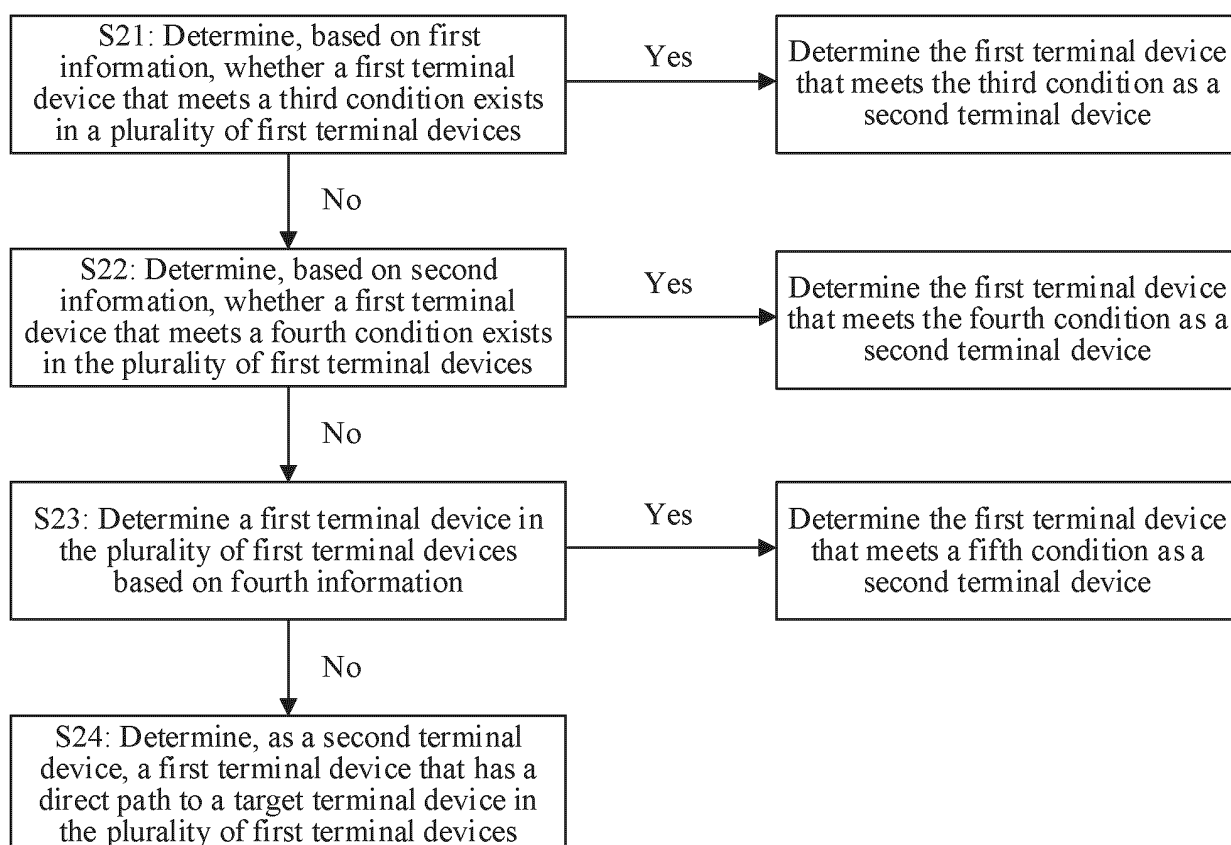 S21: Determine, based on first
information, whether a first terminal
device that meets a third condition exists
in a plurality of first terminal devices
Yes
Determine the first terminal device
that meets the third condition as a
second terminal device
No
S22: Determine, based on second
information, whether a first terminal
device that meets a fourth condition exists
in the plurality of first terminal devices
Yes
Determine the first terminal device
that meets the fourth condition as a
second terminal device
No
S23: Determine a first terminal device in
the plurality of first terminal devices
based on fourth information
Yes
Determine the first terminal device
that meets a fifth condition as a
second terminal device
No
S24: Determine, as a second terminal
device, a first terminal device that has a
direct path to a target terminal device in
the plurality of first terminal devices